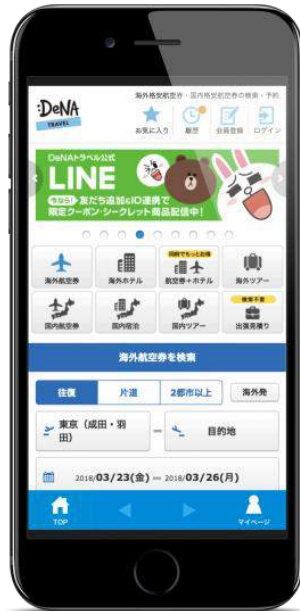 海外格安航空券・国内格安航空券の検索・予約
:DeNA
TRAVEL
お気に入り
履歴
会員登録
ログイン
DeNAトラベル公式
LINE
今なら! 友だち追加&ID連携で
限定クーポン・シークレット商品配信中!
海外航空券
海外ホテル
同時でもっとお得
航空券+ホテル
海外ツアー
国内航空券
国内宿泊
国内ツアー
検索不要
出張見積り
海外航空券を検索
往復
片道
2都市以上
海外発
東京（成田・羽
田）
目的地
2018/03/23(金) ― 2018/03/26(月)
TOP
マイページ